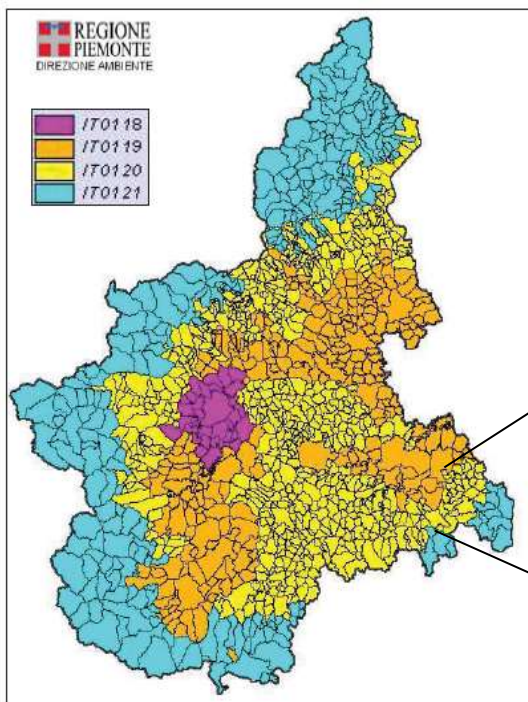 REGIONE
PIEMONTE
DIREZIONE AMBIENTE
IT0118
IT0119
IT0120
IT0121